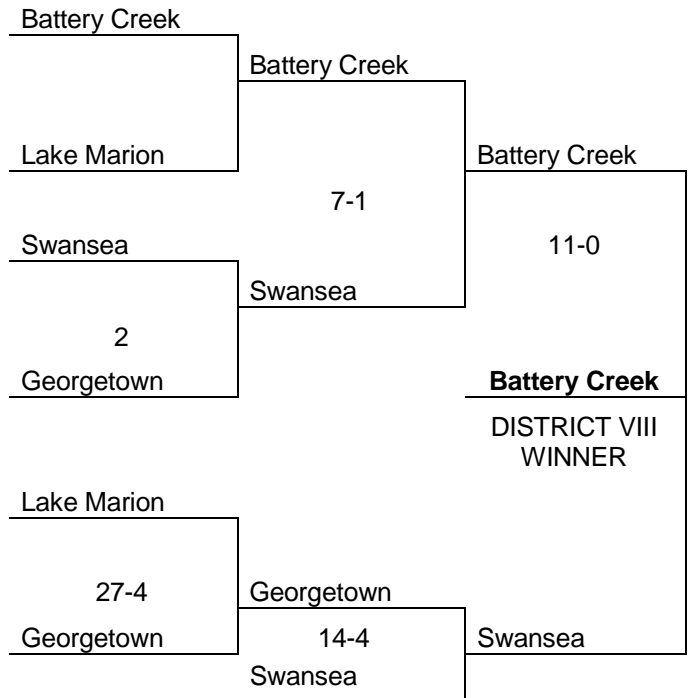 Battery Creek
Battery Creek
Lake Marion
Battery Creek
7-1
Swansea
11-0
Swansea
2
Georgetown
Battery Creek
DISTRICT VIII
WINNER
Lake Marion
27-4
Georgetown
Georgetown
14-4
Swansea
Swansea